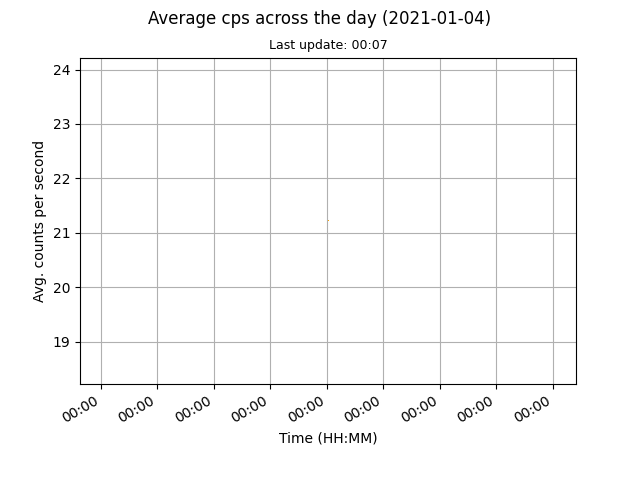 Average cps across the day (2021-01-04)
Last update: 00:07
24
23
22
21
20
19
Avg. counts per second
00:00 00:00 00:00 00:00 00:00 00:00 00:00 00:00 00:00
Time (HH:MM)